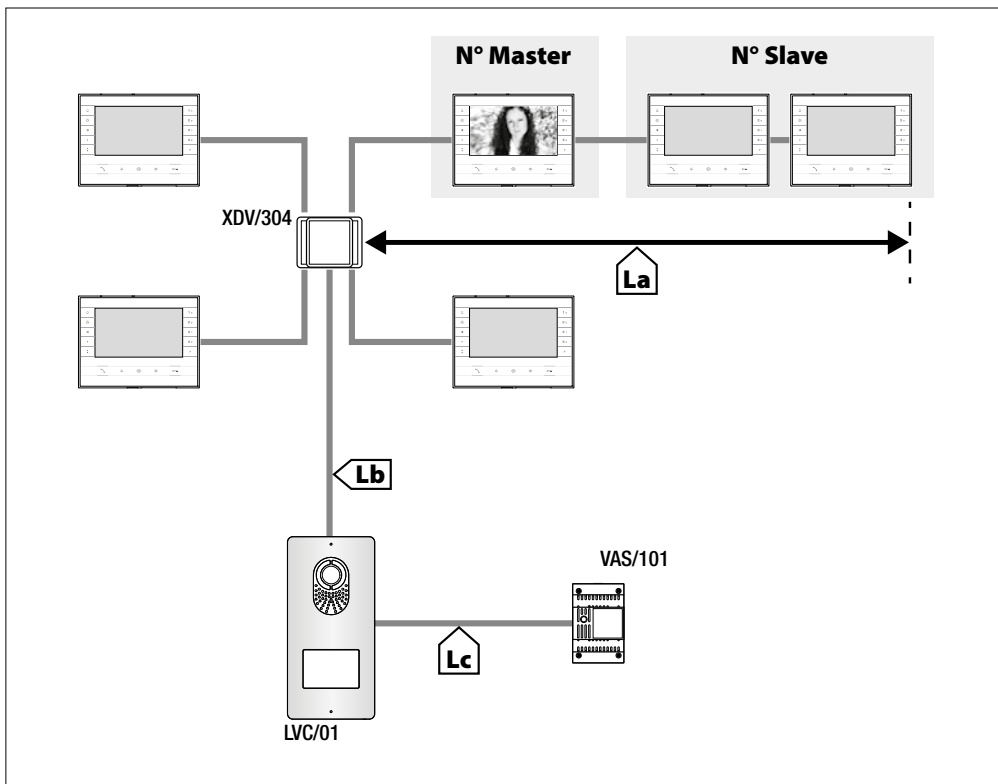 N° Master
N° Slave
XDV/304
La
Lb
VAS/101
Lc
LVC/01